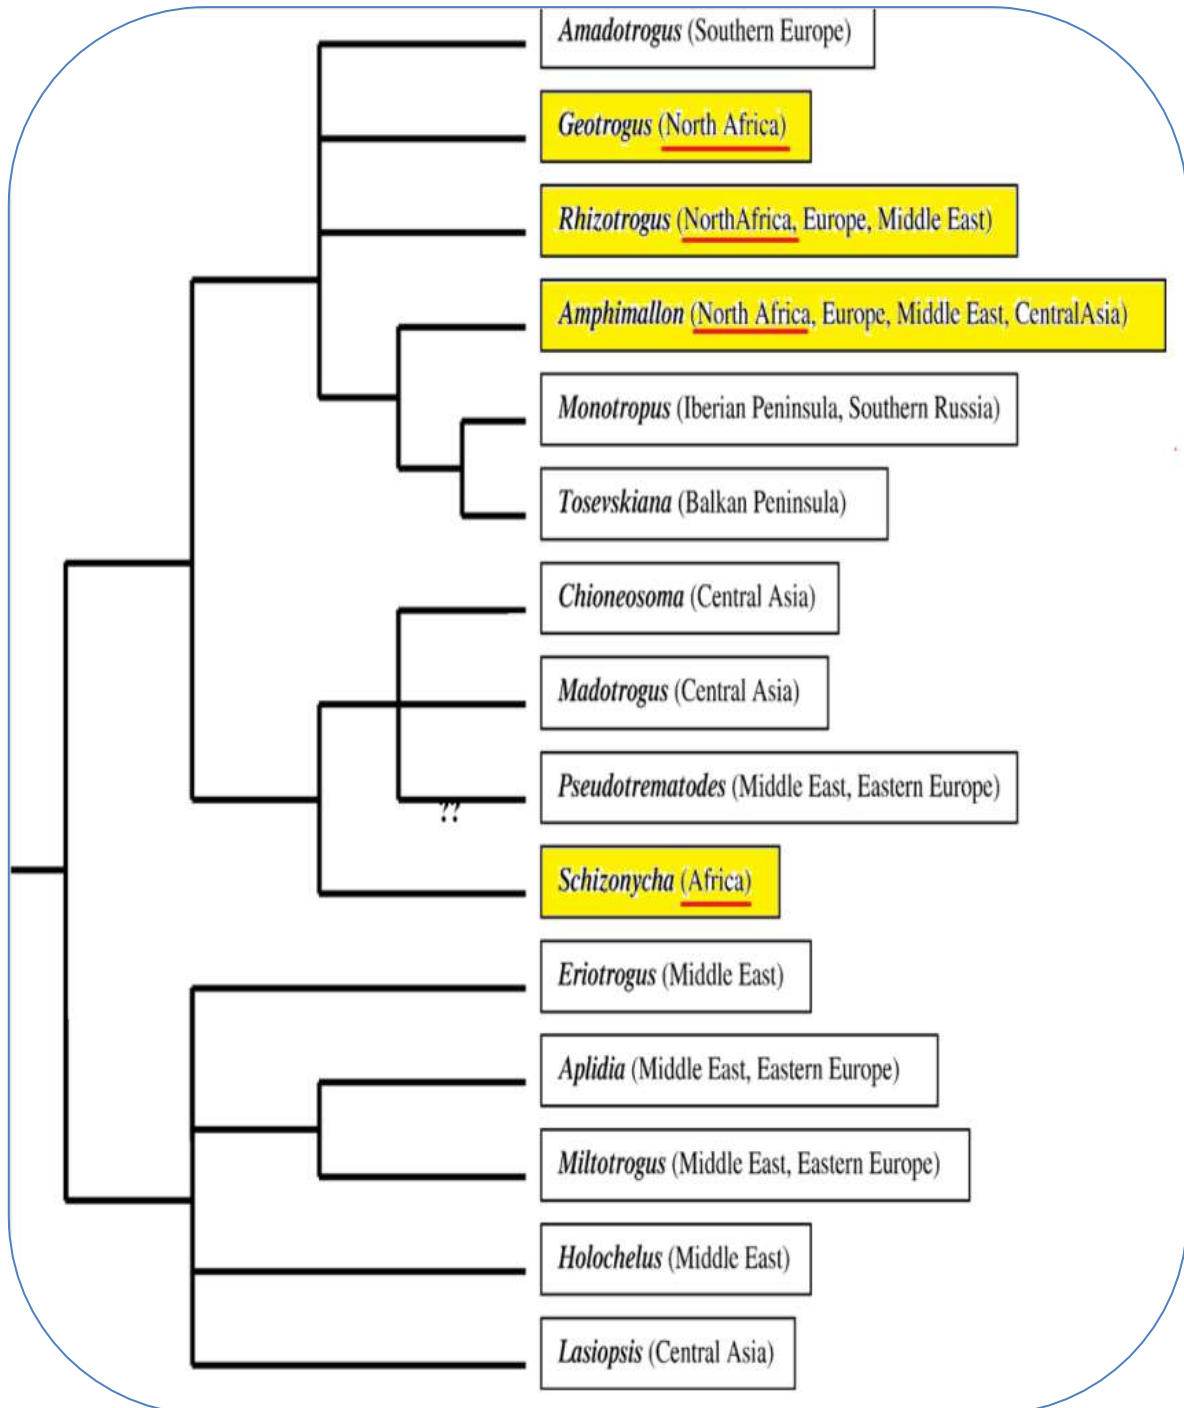 Amadotrogus (Southern Europe)
Geotrogus (North Africa)
Rhizotrogus (NorthAfrica, Europe, Middle East)
Amphimallon (North Africa, Europe, Middle East, CentralAsia)
Monotropus (Iberian Peninsula, Southern Russia)
Tosevskiana (Balkan Peninsula)
Chioneosoma (Central Asia)
Madotrogus (Central Asia)
Pseudotrematodes (Middle East, Eastern Europe)
??
Schizonycha (Africa)
Eriotrogus (Middle East)
Aplidia (Middle East, Eastern Europe)
Miltotrogus (Middle East, Eastern Europe)
Holochelus (Middle East)
Lasiopsis (Central Asia)